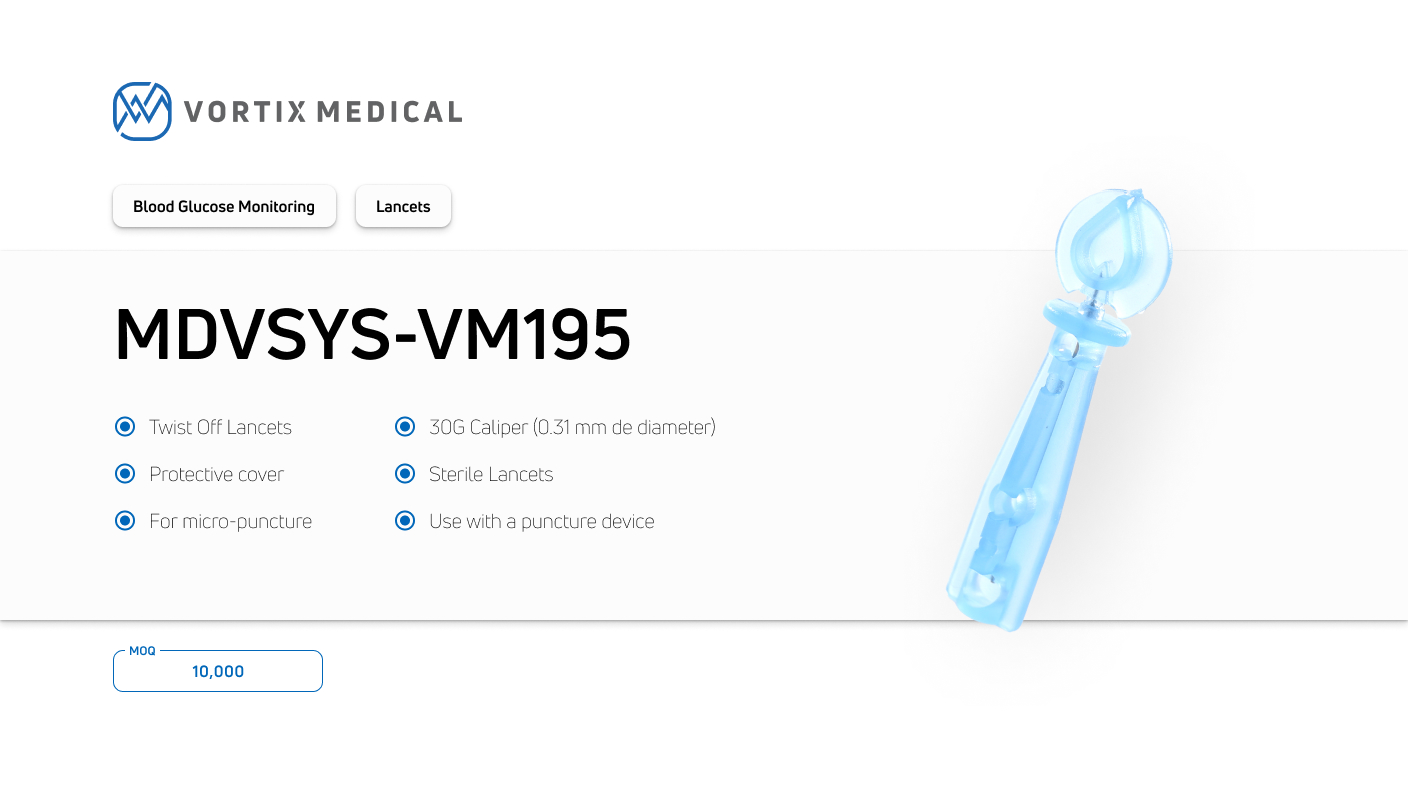 VORTIX MEDICAL
Blood Glucose Monitoring
Lancets
MDVSYS-VM195
Twist Off Lancets
30G Caliper (0.31 mm de diameter)
Protective cover
Sterile Lancets
For micro-puncture
Use with a puncture device
MOQ
10,000